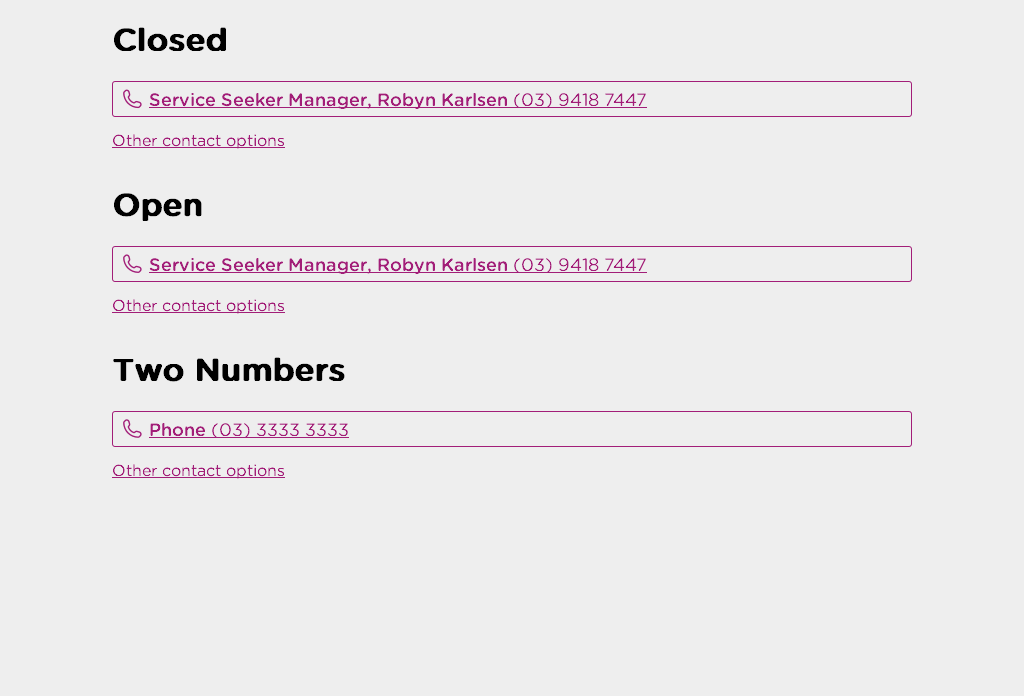 Closed
Service Seeker Manager, Robyn Karlsen (03) 9418 7447
Other contact options
Open
Service Seeker Manager, Robyn Karlsen (03) 9418 7447
Other contact options
Two Numbers
Phone (03) 3333 3333
Other contact options